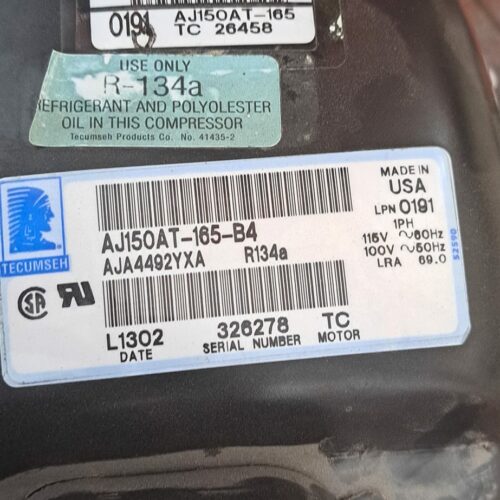 0191 AJ150AT-165
TC 26458
USE ONLY
R-134a
REFRIGERANT AND POLYOLESTER
OIL IN THIS COMPRESSOR
Tecumseh Products Co. No. 41435-2
TECUMSEH
AJ150AT-165-B4
AJA4492YXA R134a
MADE IN
USA
LPN 0191
1PH
115V ~60Hz
100V ~50Hz
LRA 69.0
52590
L1302 326278 TC
DATE SERIAL NUMBER MOTOR